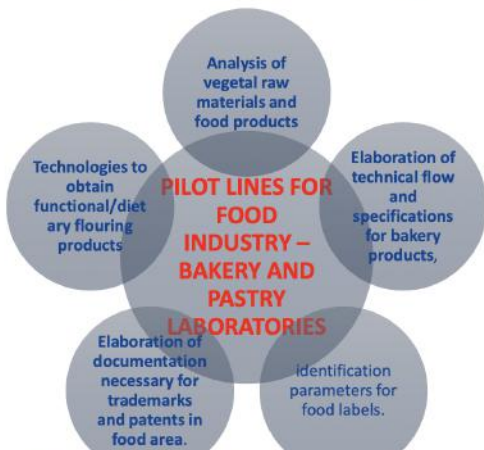 Analysis of
vegetal raw
materials and
food products
Technologies to
obtain
functional/diet
ary flouring
products
PILOT LINES FOR
FOOD
INDUSTRY –
BAKERY AND
PASTRY
LABORATORIES
Elaboration of
technical flow
and
specifications
for bakery
products,
Elaboration of
documentation
necessary for
trademarks
and patents in
food area.
identification
parameters for
food labels.